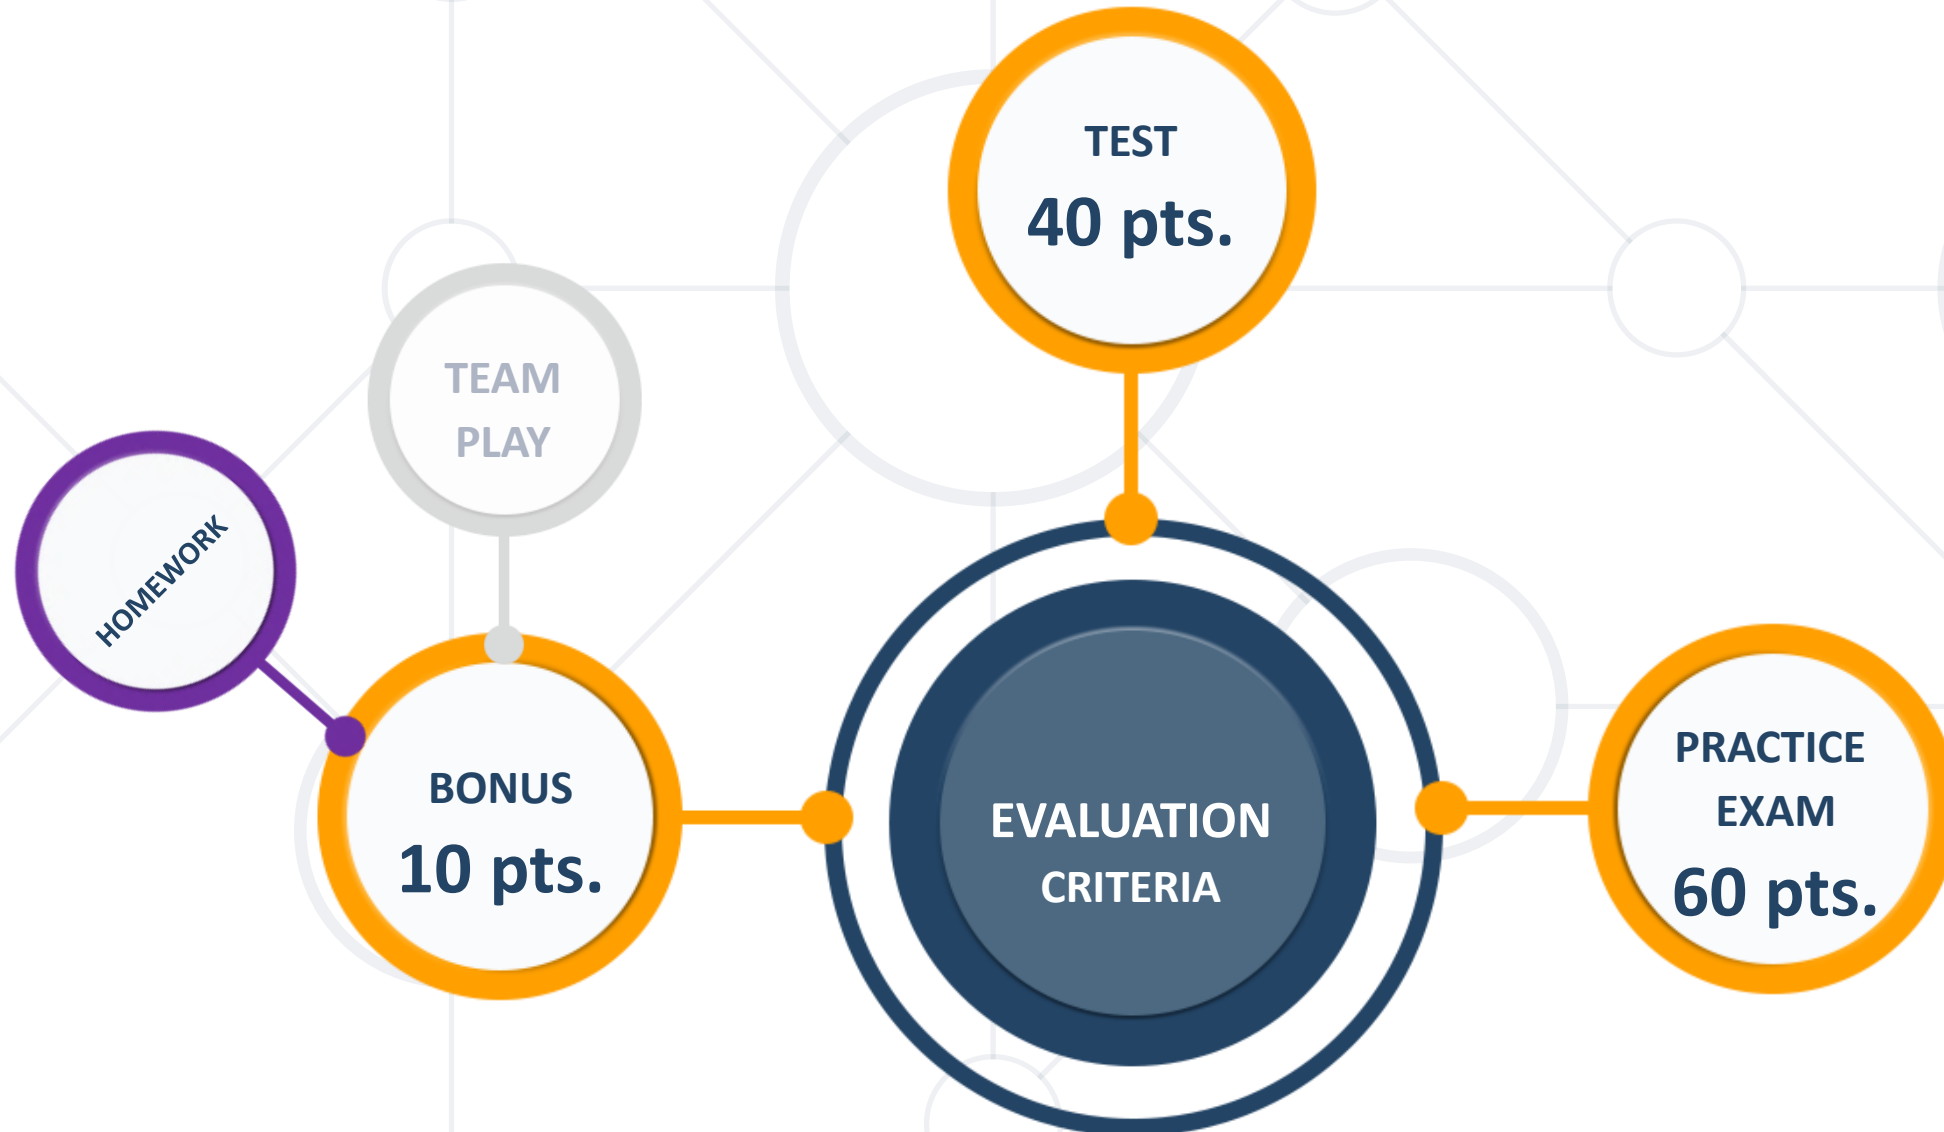 TEST
40 pts.
TEAM
PLAY
HOMEWORK
BONUS
10 pts.
EVALUATION
CRITERIA
PRACTICE
EXAM
60 pts.